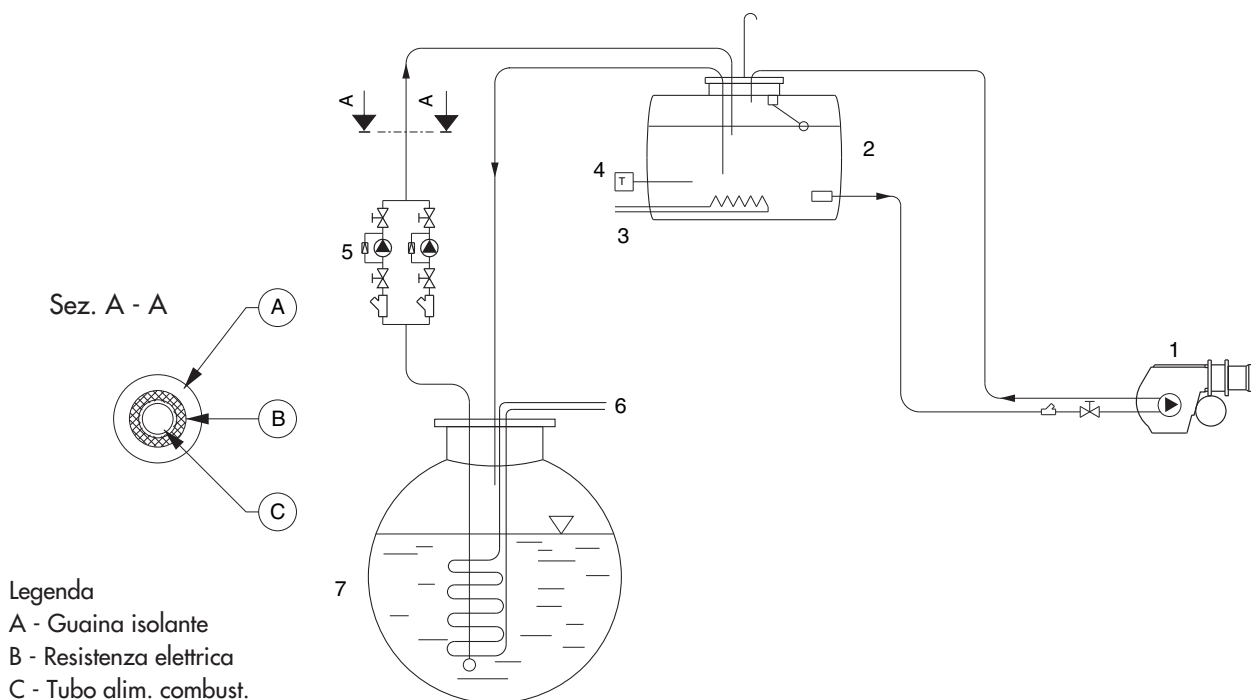 A
A
2
4
T
3
5
Sez. A - A
A
B
C
1
6
7
Legenda
A - Guaina isolante
B - Resistenza elettrica
C - Tubo alim. combust.